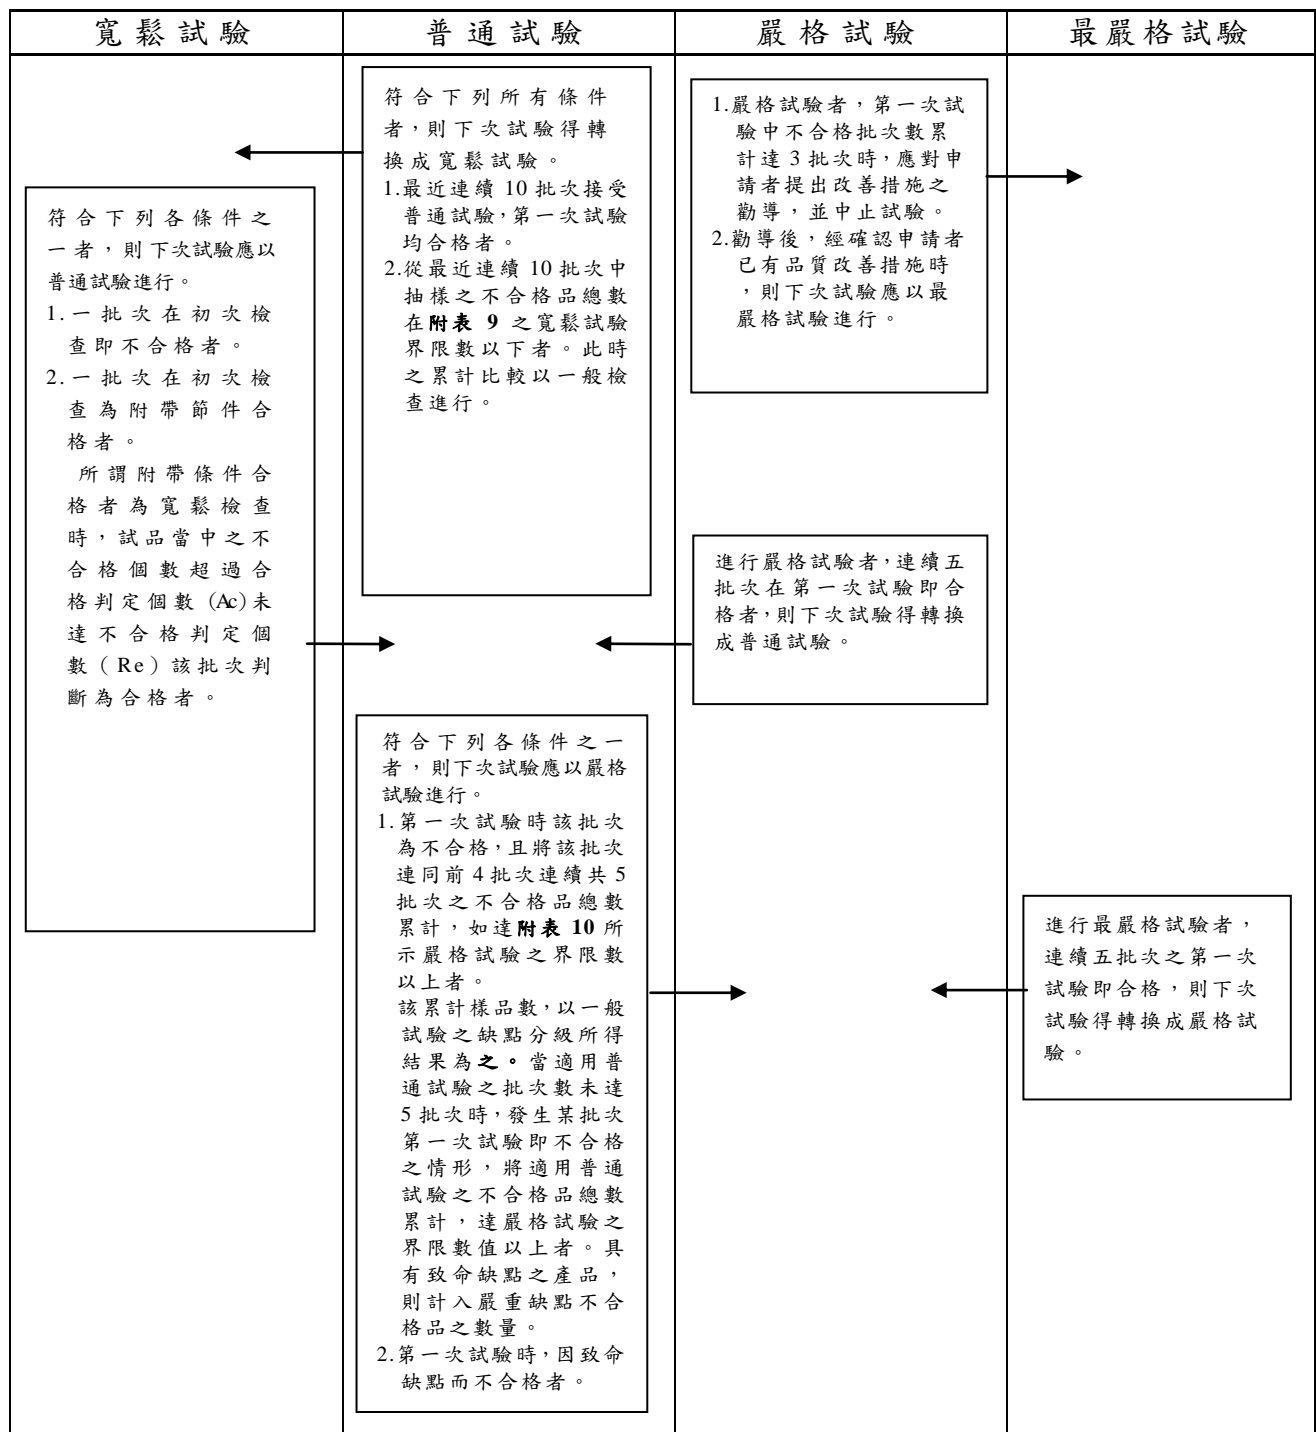 寬鬆試驗
普通試驗
嚴格試驗
最嚴格試驗
符合下列各條件之
一者，則下次試驗應以
普通試驗進行。
1.一批次在初次檢
查即不合格者。
2.一批次在初次檢
查為附帶節件合
格者。
所謂附帶條件合
格者為寬鬆檢查
時，試品當中之不
合格個數超過合
格判定個數(Ac)未
達不合格判定個
數（Re）該批次判
斷為合格者。
符合下列所有條件
者，則下次試驗得轉
換成寬鬆試驗。
1.最近連續 10 批次接受
普通試驗，第一次試驗
均合格者。
2.從最近連續 10 批次中
抽樣之不合格品總數
在附表 9 之寬鬆試驗
界限數以下者。此時
之累計比較以一般檢
查進行。
符合下列各條件之一
者，則下次試驗應以嚴格
試驗進行。
1.第一次試驗時該批次
為不合格，且將該批次
連同前 4 批次連續共 5
批次之不合格品總數
累計，如達附表 10 所
示嚴格試驗之界限數
以上者。
該累計樣品數，以一般
試驗之缺點分級所得
結果為之。當適用普
通試驗之批次數未達
5 批次時，發生某批次
第一次試驗即不合格
之情形，將適用普通
試驗之不合格品總數
累計，達嚴格試驗之
界限數值以上者。具
有致命缺點之產品，
則計入嚴重缺點不合
格品之數量。
2.第一次試驗時，因致命
缺點而不合格者。
1.嚴格試驗者，第一次試
驗中不合格批次數累
計達 3 批次時，應對申
請者提出改善措施之
勸導，並中止試驗。
2.勸導後，經確認申請者
已有品質改善措施時
，則下次試驗應以最
嚴格試驗進行。
進行嚴格試驗者，連續五
批次在第一次試驗即合
格者，則下次試驗得轉換
成普通試驗。
進行最嚴格試驗者，
連續五批次之第一次
試驗即合格，則下次
試驗得轉換成嚴格試
驗。